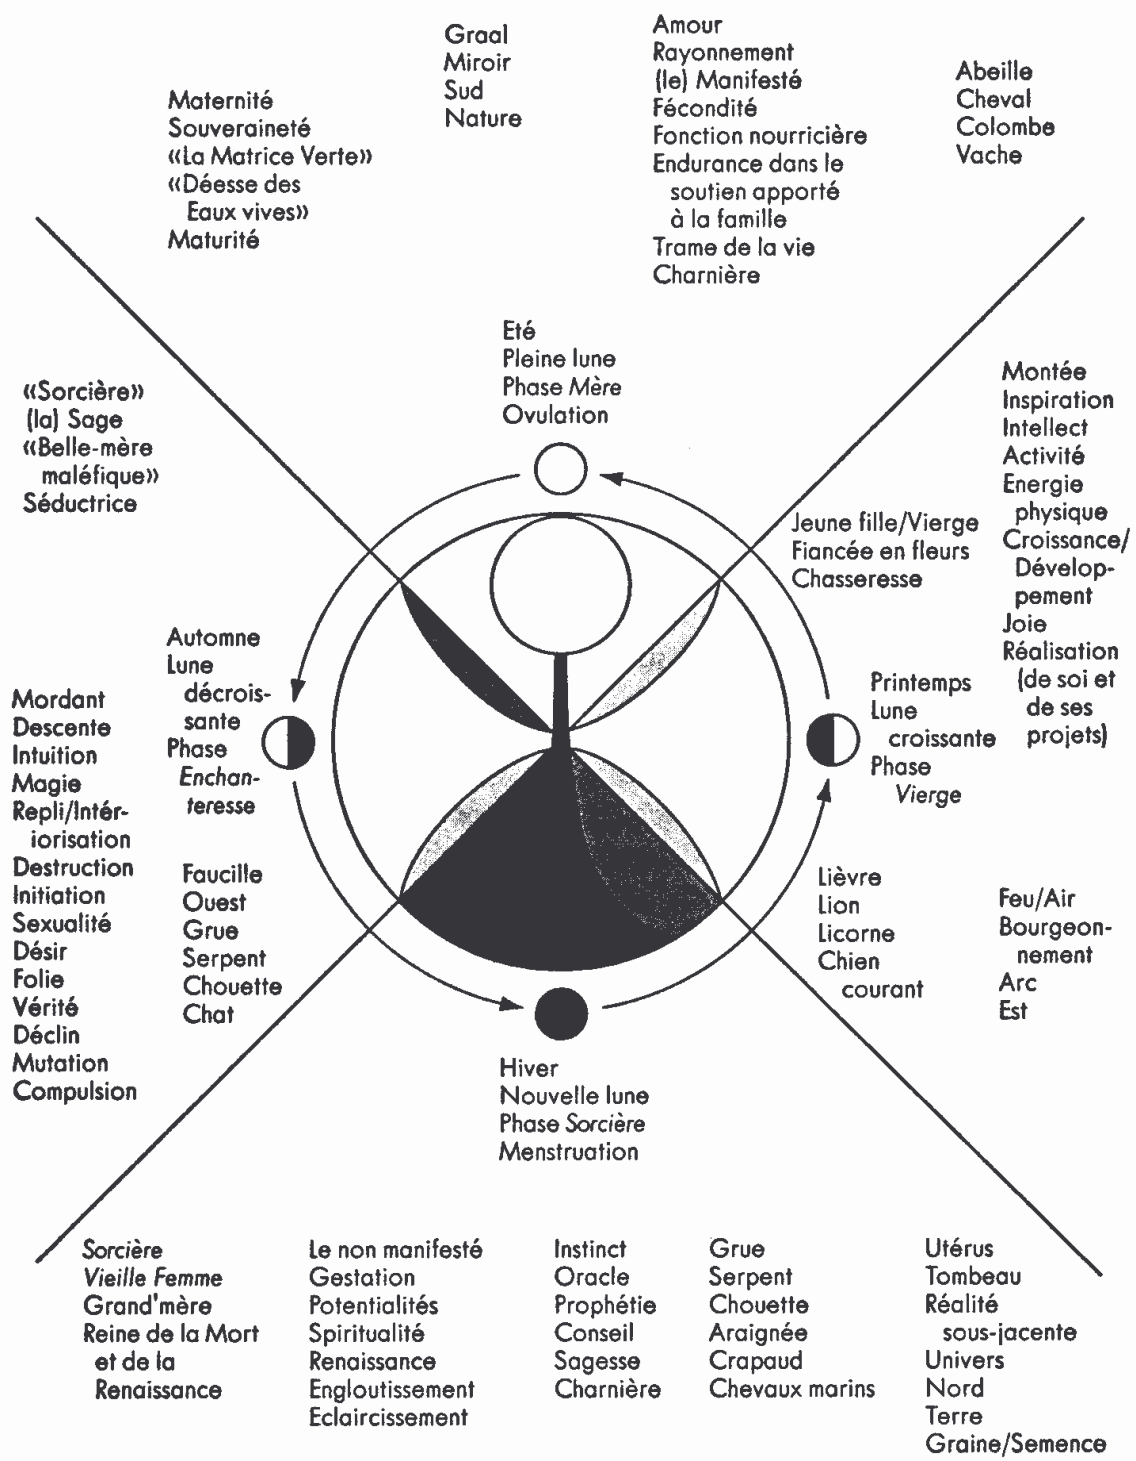 Graal
Miroir
Sud
Nature
Amour
Rayonnement
(le) Manifesté
Fécondité
Fonction nourricière
Endurance dans le
soutien apporté
à la famille
Trame de la vie
Charnière
Abeille
Cheval
Colombe
Vache
Maternité
Souveraineté
«La Matrice Verte»
«Déesse des
Eaux vives»
Maturité
Eté
Pleine lune
Phase Mère
Ovulation
«Sorcière»
(la) Sage
«Belle-mère
maléfique»
Séductrice
Montée
Inspiration
Intellect
Activité
Energie
physique
Croissance/
Dévelop-
pement
Joie
Réalisation
(de soi et
de ses
projets)
Jeune fille/Vierge
Fiancée en fleurs
Chasseresse
Automne
Lune
décrois-
sante
Phase
Enchan-
teresse
Printemps
Lune
croissante
Phase
Vierge
Mordant
Descente
Intuition
Magie
Repli/Intér-
iorisation
Destruction
Initiation
Sexualité
Désir
Folie
Vérité
Déclin
Mutation
Compulsion
Faucille
Ouest
Grue
Serpent
Chouette
Chat
Lièvre
Lion
Licorne
Chien
courant
Feu/Air
Bourgeon-
nement
Arc
Est
Hiver
Nouvelle lune
Phase Sorcière
Menstruation
Sorcière
Vieille Femme
Grand'mère
Reine de la Mort
et de la
Renaissance
Le non manifesté
Gestation
Potentialités
Spiritualité
Renaissance
Engloutissement
Eclaircissement
Instinct
Oracle
Prophétie
Conseil
Sagesse
Charnière
Grue
Serpent
Chouette
Araignée
Crapaud
Chevaux marins
Utérus
Tombeau
Réalité
sous-jacente
Univers
Nord
Terre
Graine/Semence